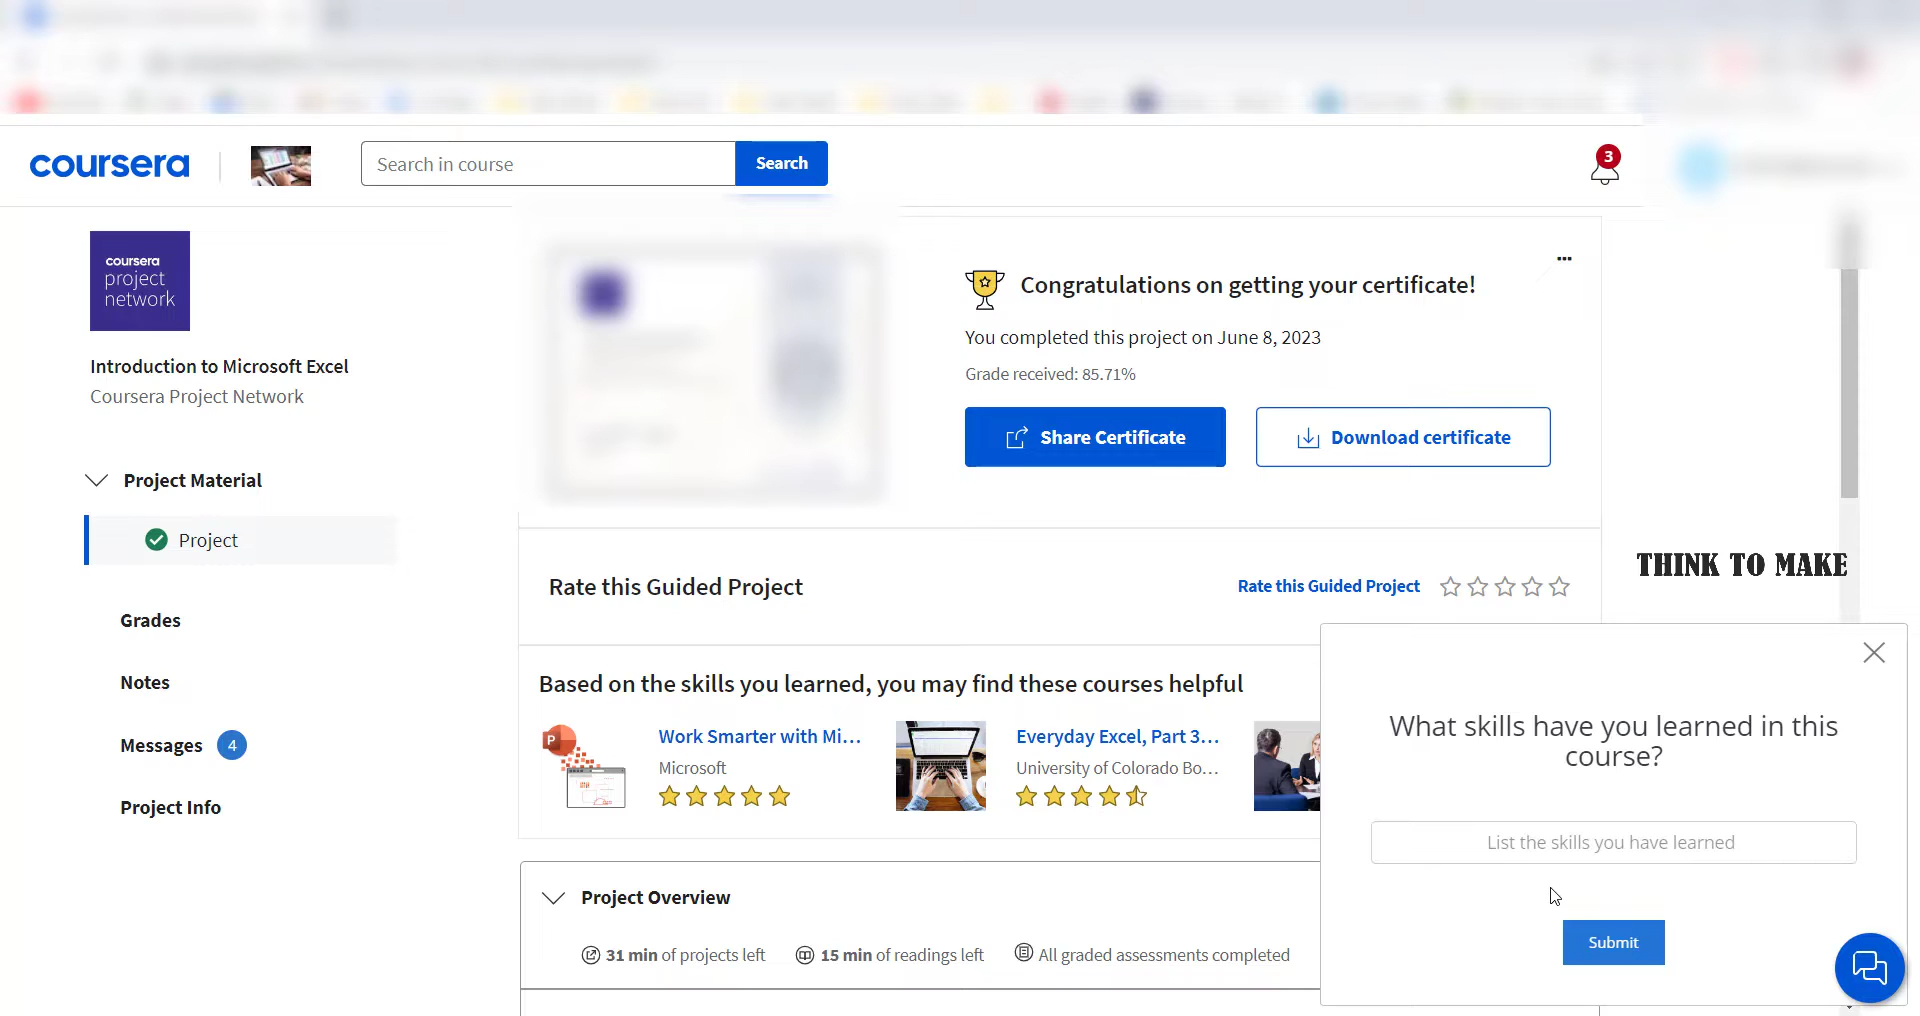 coursera
Search in course
Search
3
coursera
project
network
Introduction to Microsoft Excel
Coursera Project Network
Project Material
Project
Grades
Notes
Messages 4
Project Info
Congratulations on getting your certificate!
You completed this project on June 8, 2023
Grade received: 85.71%
Share Certificate
Download certificate
Rate this Guided Project
Rate this Guided Project
THINK TO MAKE
Based on the skills you learned, you may find these courses helpful
P
Work Smarter with Mi...
Microsoft
Everyday Excel, Part 3...
University of Colorado Bo...
Project Overview
31 min of projects left
15 min of readings left
All graded assessments completed
What skills have you learned in this
course?
List the skills you have learned
Submit